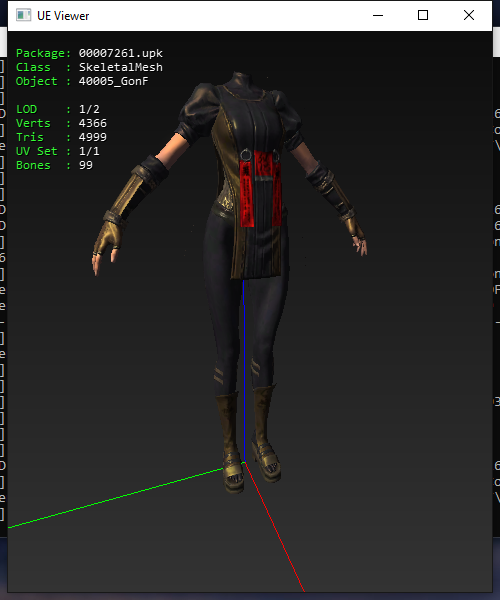 UE Viewer
Package: 00007261.upk
Class  : SkeletalMesh
Object : 40005_GonF
LOD    : 1/2
Verts  : 4366
Tris   : 4999
UV Set : 1/1
Bones  : 99